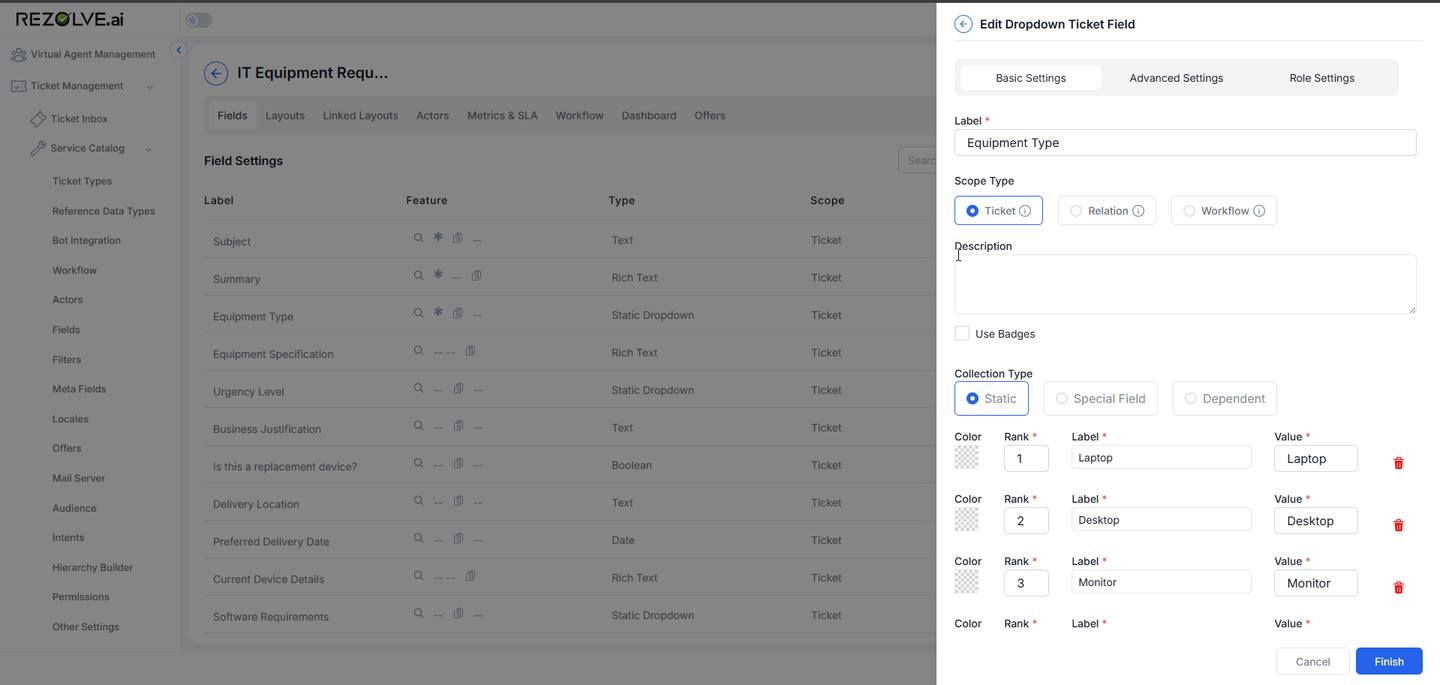 REZOLVE.ai
Virtual Agent Management
Ticket Management
Ticket Inbox
Service Catalog
Ticket Types
Reference Data Types
Bot Integration
Workflow
Actors
Fields
Filters
Meta Fields
Locales
Offers
Mail Server
Audience
Intents
Hierarchy Builder
Permissions
Other Settings
IT Equipment Requ...
Fields Layouts Linked Layouts Actors Metrics & SLA Workflow Dashboard Offers
Field Settings
Searc
Label Feature Type Scope
Subject * -- Text Ticket
Summary * -- Rich Text Ticket
Equipment Type * -- Static Dropdown Ticket
Equipment Specification -- -- Rich Text Ticket
Urgency Level -- -- Static Dropdown Ticket
Business Justification -- -- Text Ticket
Is this a replacement device? -- -- Boolean Ticket
Delivery Location -- -- Text Ticket
Preferred Delivery Date -- -- Date Ticket
Current Device Details -- -- Rich Text Ticket
Software Requirements -- -- Static Dropdown Ticket
Edit Dropdown Ticket Field
Basic Settings Advanced Settings Role Settings
Label *
Equipment Type
Scope Type
Ticket Relation Workflow
Description
Use Badges
Collection Type
Static Special Field Dependent
Color Rank * Label * Value *
1 Laptop Laptop
Color Rank * Label * Value *
2 Desktop Desktop
Color Rank * Label * Value *
3 Monitor Monitor
Color Rank * Label * Value *
Cancel Finish